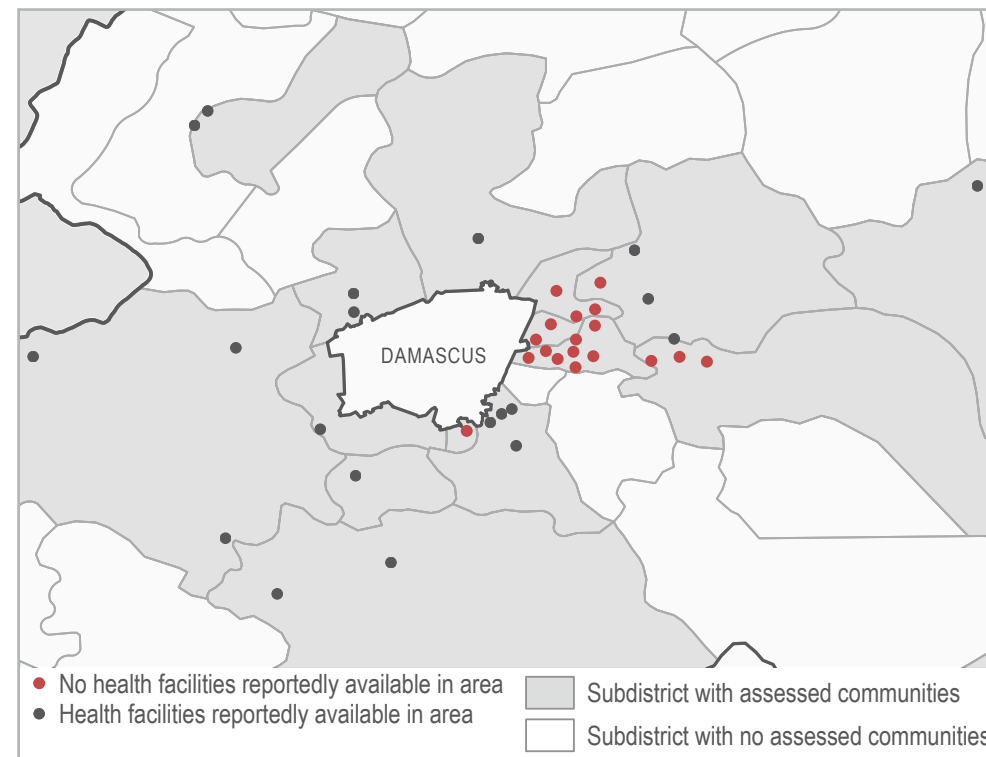 DAMASCUS
No health facilities reportedly available in area
Health facilities reportedly available in area
Subdistrict with assessed communities
Subdistrict with no assessed communities